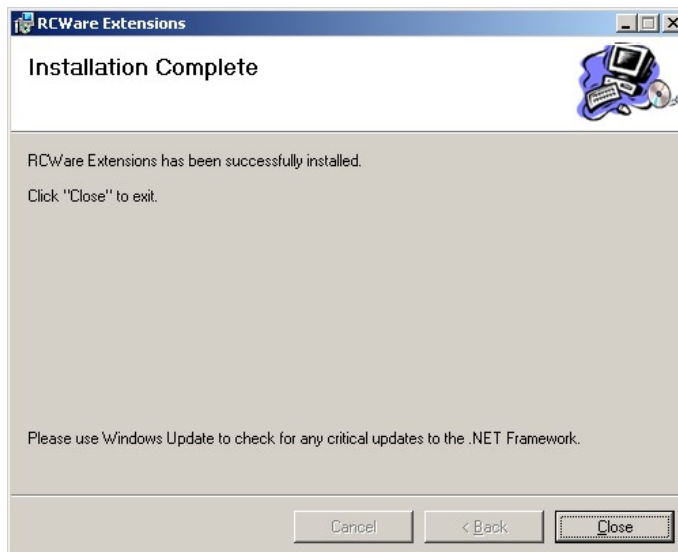 RCWare Extensions
Installation Complete
RCWare Extensions has been successfully installed.
Click "Close" to exit.
Please use Windows Update to check for any critical updates to the .NET Framework.
Cancel
< Back
Close